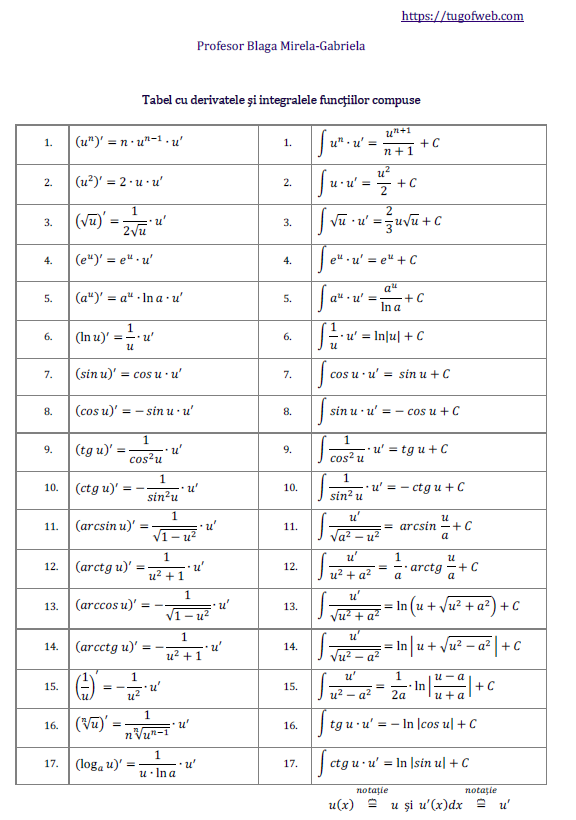 https://tugofweb.com
Profesor Blaga Mirela-Gabriela
Tabel cu derivatele și integralele funcțiilor compuse
1. (uⁿ)′ = n · uⁿ⁻¹ · u′ 1. ∫ uⁿ · u′ = uⁿ⁺¹/(n + 1) + C
2. (u²)′ = 2 · u · u′ 2. ∫ u · u′ = u²/2 + C
3. (√u)′ = 1/(2√u) · u′ 3. ∫ √u · u′ = 2/3 u√u + C
4. (eᵘ)′ = eᵘ · u′ 4. ∫ eᵘ · u′ = eᵘ + C
5. (aᵘ)′ = aᵘ · ln a · u′ 5. ∫ aᵘ · u′ = aᵘ/ln a + C
6. (ln u)′ = 1/u · u′ 6. ∫ 1/u · u′ = ln|u| + C
7. (sin u)′ = cos u · u′ 7. ∫ cos u · u′ = sin u + C
8. (cos u)′ = − sin u · u′ 8. ∫ sin u · u′ = − cos u + C
9. (tg u)′ = 1/cos²u · u′ 9. ∫ 1/cos² u · u′ = tg u + C
10. (ctg u)′ = − 1/sin²u · u′ 10. ∫ 1/sin² u · u′ = − ctg u + C
11. (arcsin u)′ = 1/√(1 − u²) · u′ 11. ∫ u′/√(a² − u²) = arcsin u/a + C
12. (arctg u)′ = 1/(u² + 1) · u′ 12. ∫ u′/(u² + a²) = 1/a · arctg u/a + C
13. (arccos u)′ = − 1/√(1 − u²) · u′ 13. ∫ u′/√(u² + a²) = ln (u + √(u² + a²)) + C
14. (arcctg u)′ = − 1/(u² + 1) · u′ 14. ∫ u′/√(u² − a²) = ln | u + √(u² − a²) | + C
15. (1/u)′ = − 1/u² · u′ 15. ∫ u′/(u² − a²) = 1/2a · ln |(u − a)/(u + a)| + C
16. (ⁿ√u)′ = 1/(n ⁿ√(uⁿ⁻¹)) · u′ 16. ∫ tg u · u′ = − ln |cos u| + C
17. (logₐ u)′ = 1/(u · ln a) · u′ 17. ∫ ctg u · u′ = ln |sin u| + C
notație notație
u(x) ≘ u și u′(x)dx ≘ u′